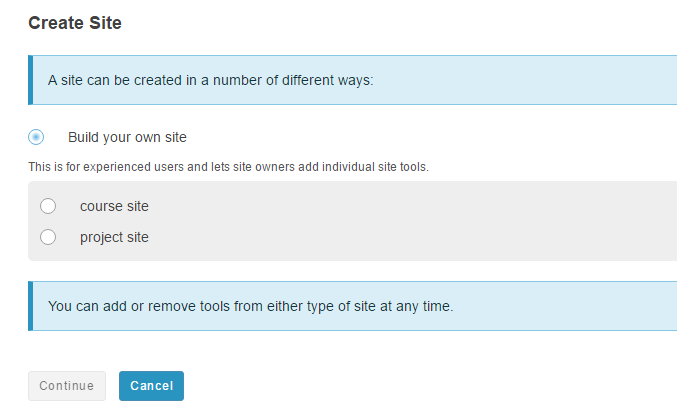 Create Site
A site can be created in a number of different ways:
Build your own site
This is for experienced users and lets site owners add individual site tools.
course site
project site
You can add or remove tools from either type of site at any time.
Continue Cancel